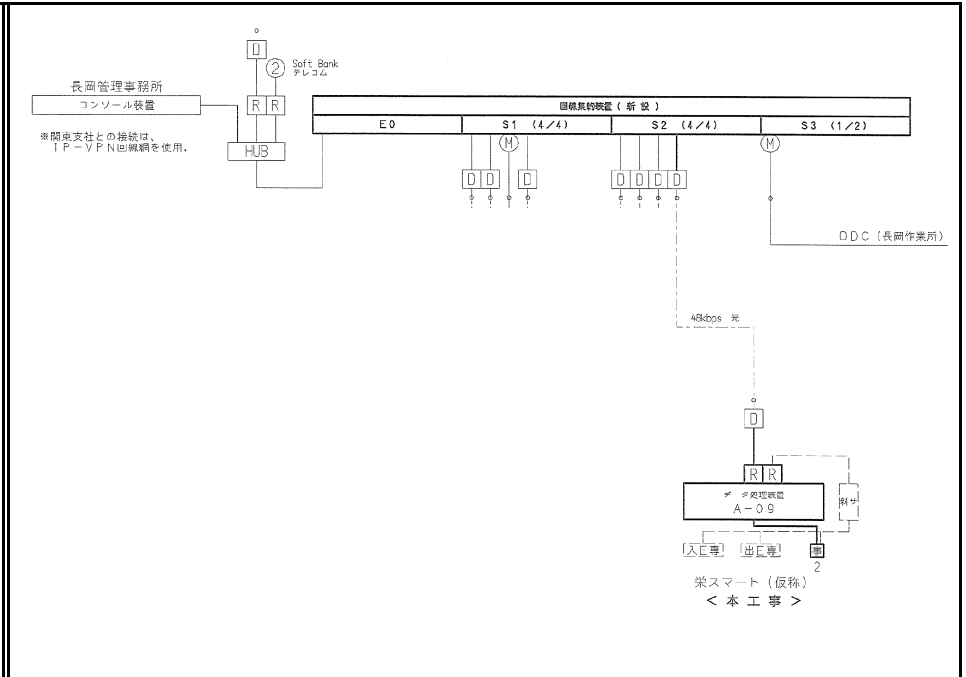 D
② Soft Bank
テレコム
長岡管理事務所
コンソール装置
R R
※関東支社との接続は、
IP-VPN回線網を使用.
HUB
回線集約装置(新設)
E0 S1 (4/4) S2 (4/4) S3 (1/2)
M M
D D D D D D D
DDC(長岡作業所)
48kbps 光
D
R R
データ処理装置
A-09
入E専 出E専 事
2
栄スマート(仮称)
<本工事>